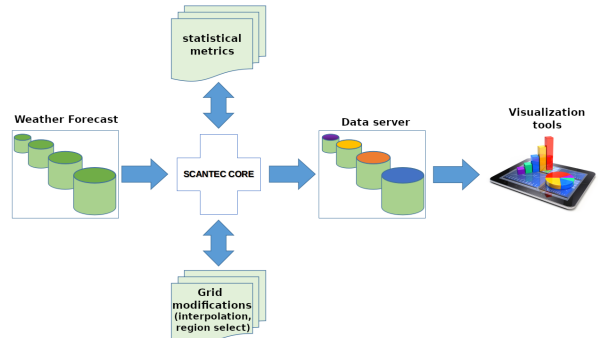 statistical
metrics
Weather Forecast
SCANTEC CORE
Data server
Visualization
tools
Grid
modifications
(interpolation,
region select)